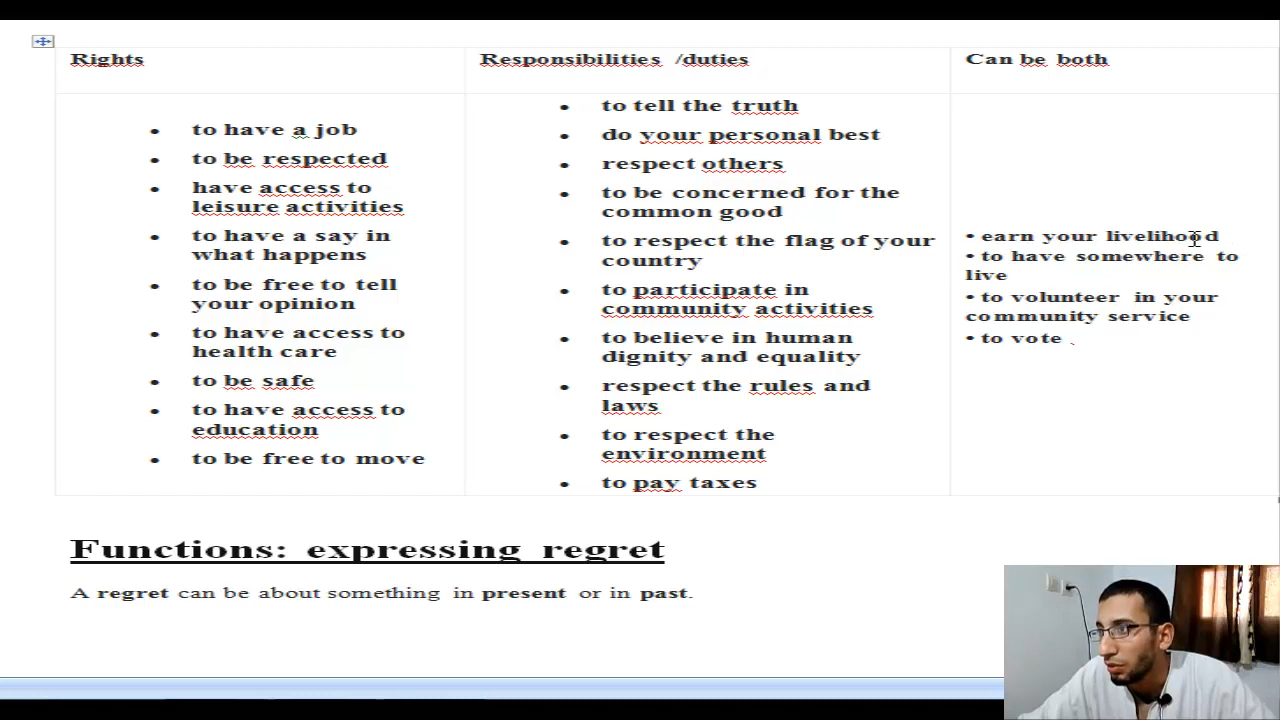 Rights
Responsibilities /duties
Can be both
to have a job
to be respected
have access to
leisure activities
to have a say in
what happens
to be free to tell
your opinion
to have access to
health care
to be safe
to have access to
education
to be free to move
to tell the truth
do your personal best
respect others
to be concerned for the
common good
to respect the flag of your
country
to participate in
community activities
to believe in human
dignity and equality
respect the rules and
laws
to respect the
environment
to pay taxes
• earn your livelihood
• to have somewhere to
live
• to volunteer in your
community service
• to vote .
Functions: expressing regret
A regret can be about something in present or in past.